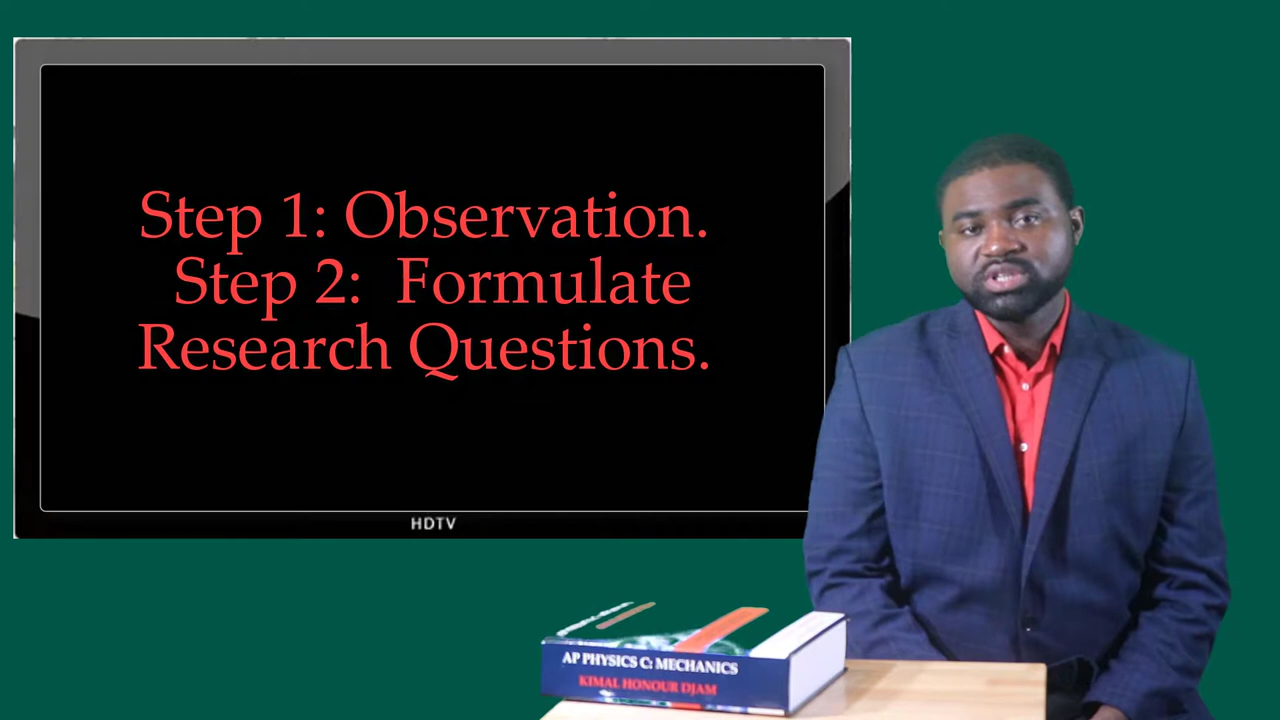 Step 1: Observation.
Step 2: Formulate
Research Questions.
HDTV
AP PHYSICS C: MECHANICS
KIMAL HONOUR DJAM